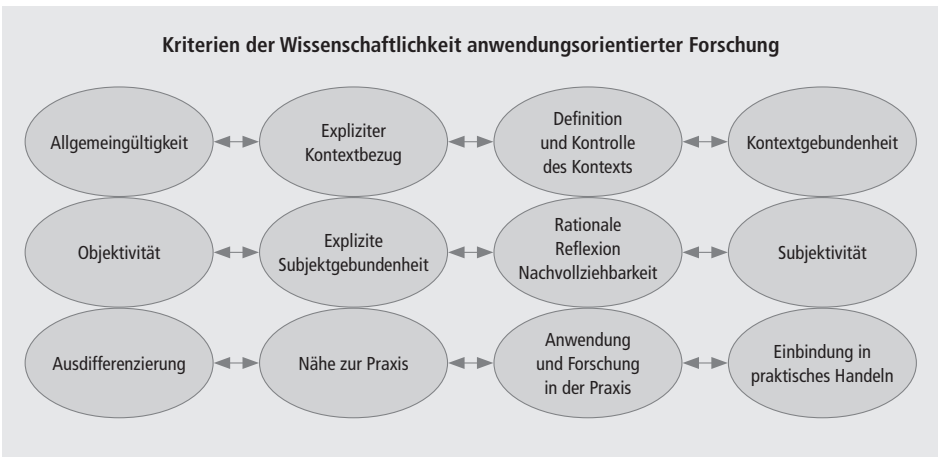 Kriterien der Wissenschaftlichkeit anwendungsorientierter Forschung
Allgemeingültigkeit
Expliziter
Kontextbezug
Definition
und Kontrolle
des Kontexts
Kontextgebundenheit
Objektivität
Explizite
Subjektgebundenheit
Rationale
Reflexion
Nachvollziehbarkeit
Subjektivität
Ausdifferenzierung
Nähe zur Praxis
Anwendung
und Forschung
in der Praxis
Einbindung in
praktisches Handeln